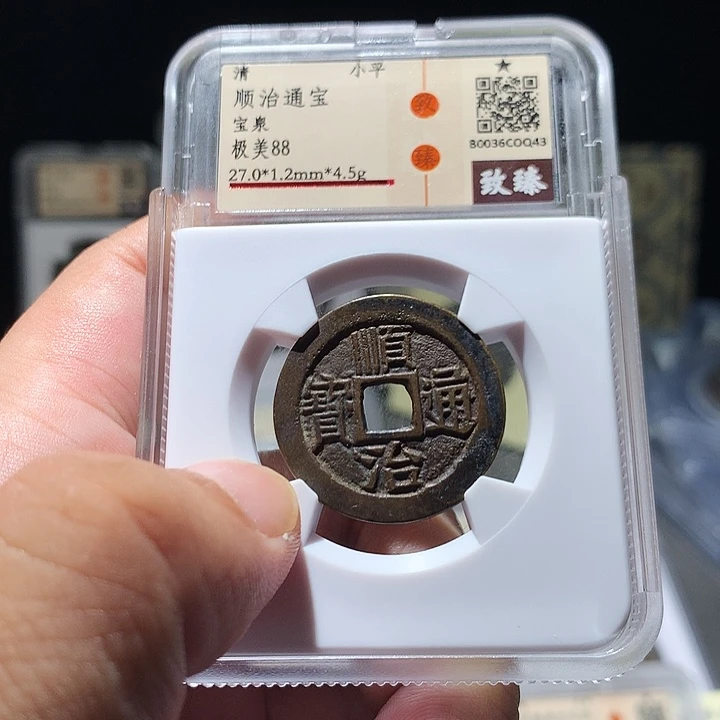 清 小平
顺治通宝
宝泉
极美88
27.0*1.2mm*4.5g
致
臻
★
B0036COQ43
致臻
順
寳 通
治